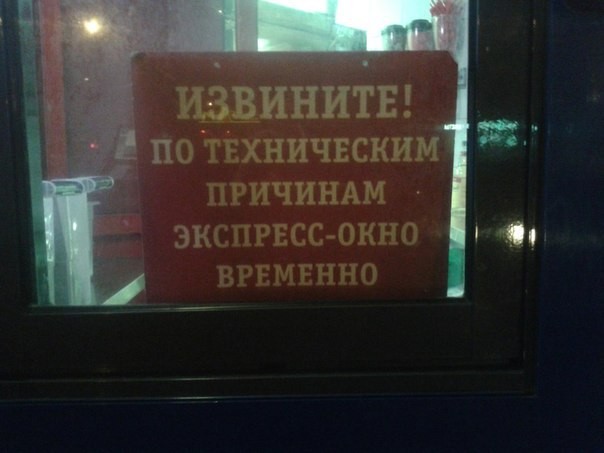 ИЗВИНИТЕ!
ПО ТЕХНИЧЕСКИМ
ПРИЧИНАМ
ЭКСПРЕСС-ОКНО
ВРЕМЕННО